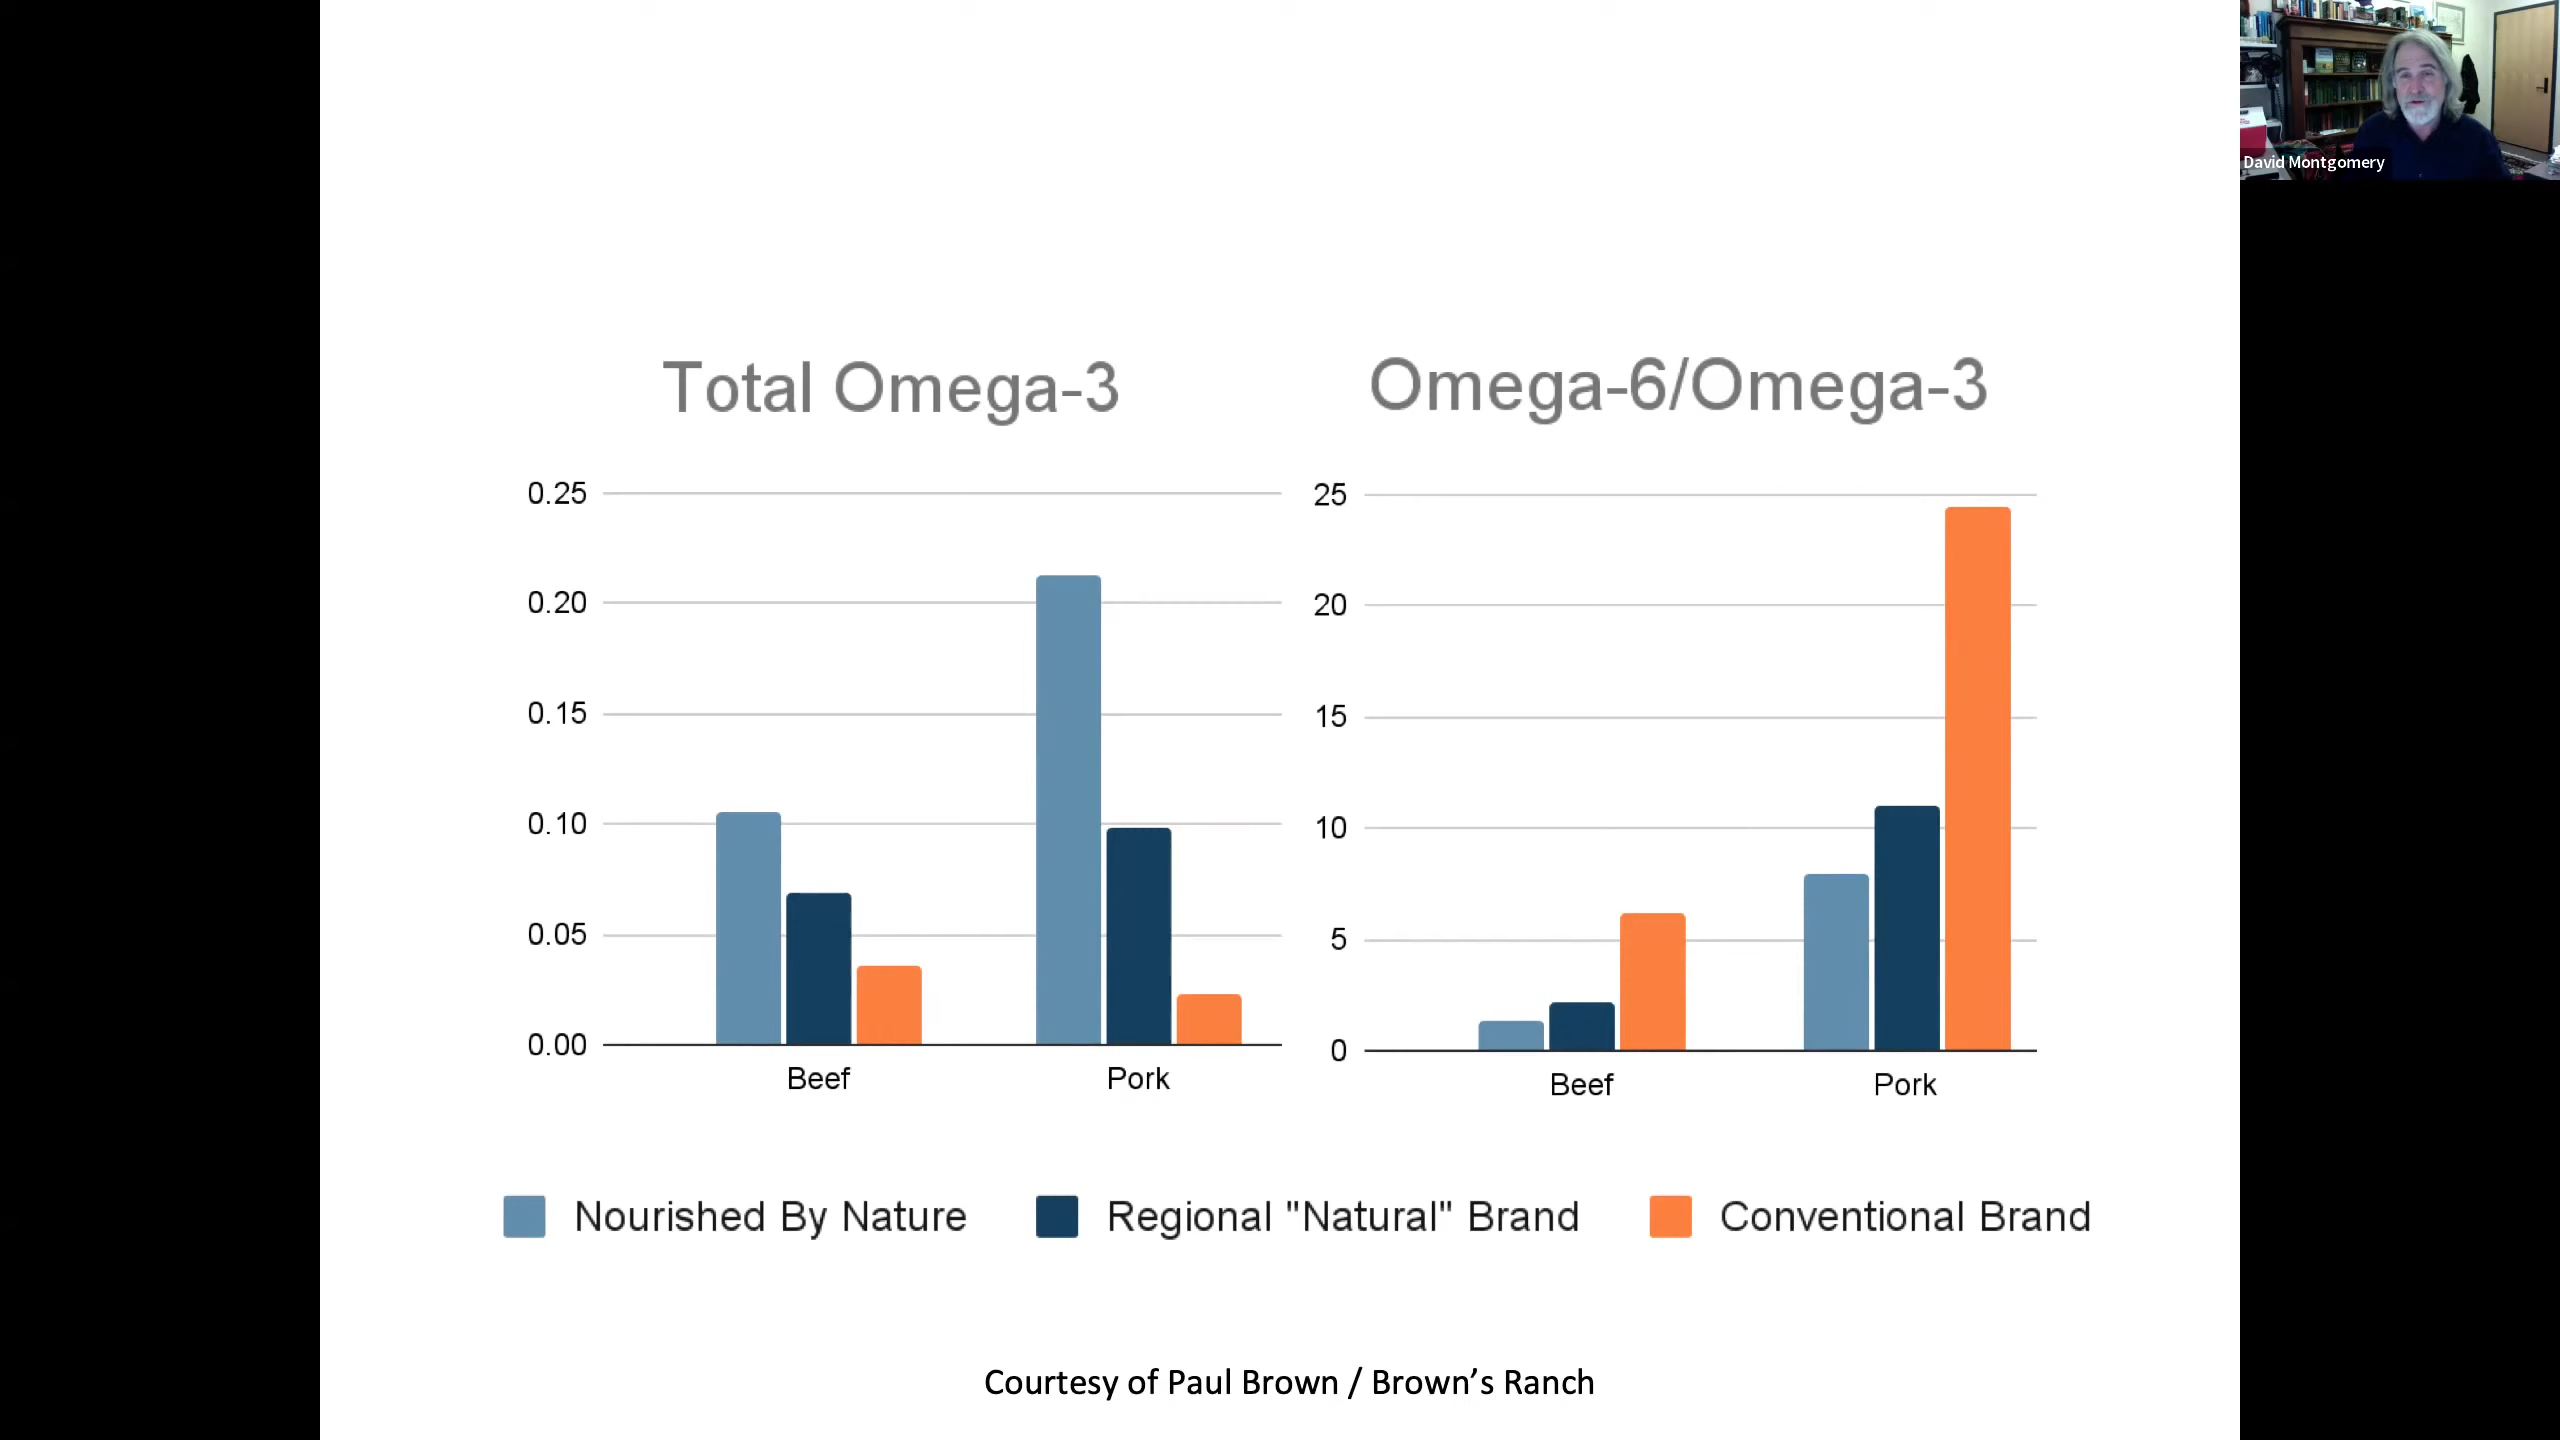 David Montgomery
Total Omega-3
Omega-6/Omega-3
0.25
0.20
0.15
0.10
0.05
0.00
Beef
Pork
25
20
15
10
5
0
Beef
Pork
Nourished By Nature
Regional "Natural" Brand
Conventional Brand
Courtesy of Paul Brown / Brown’s Ranch